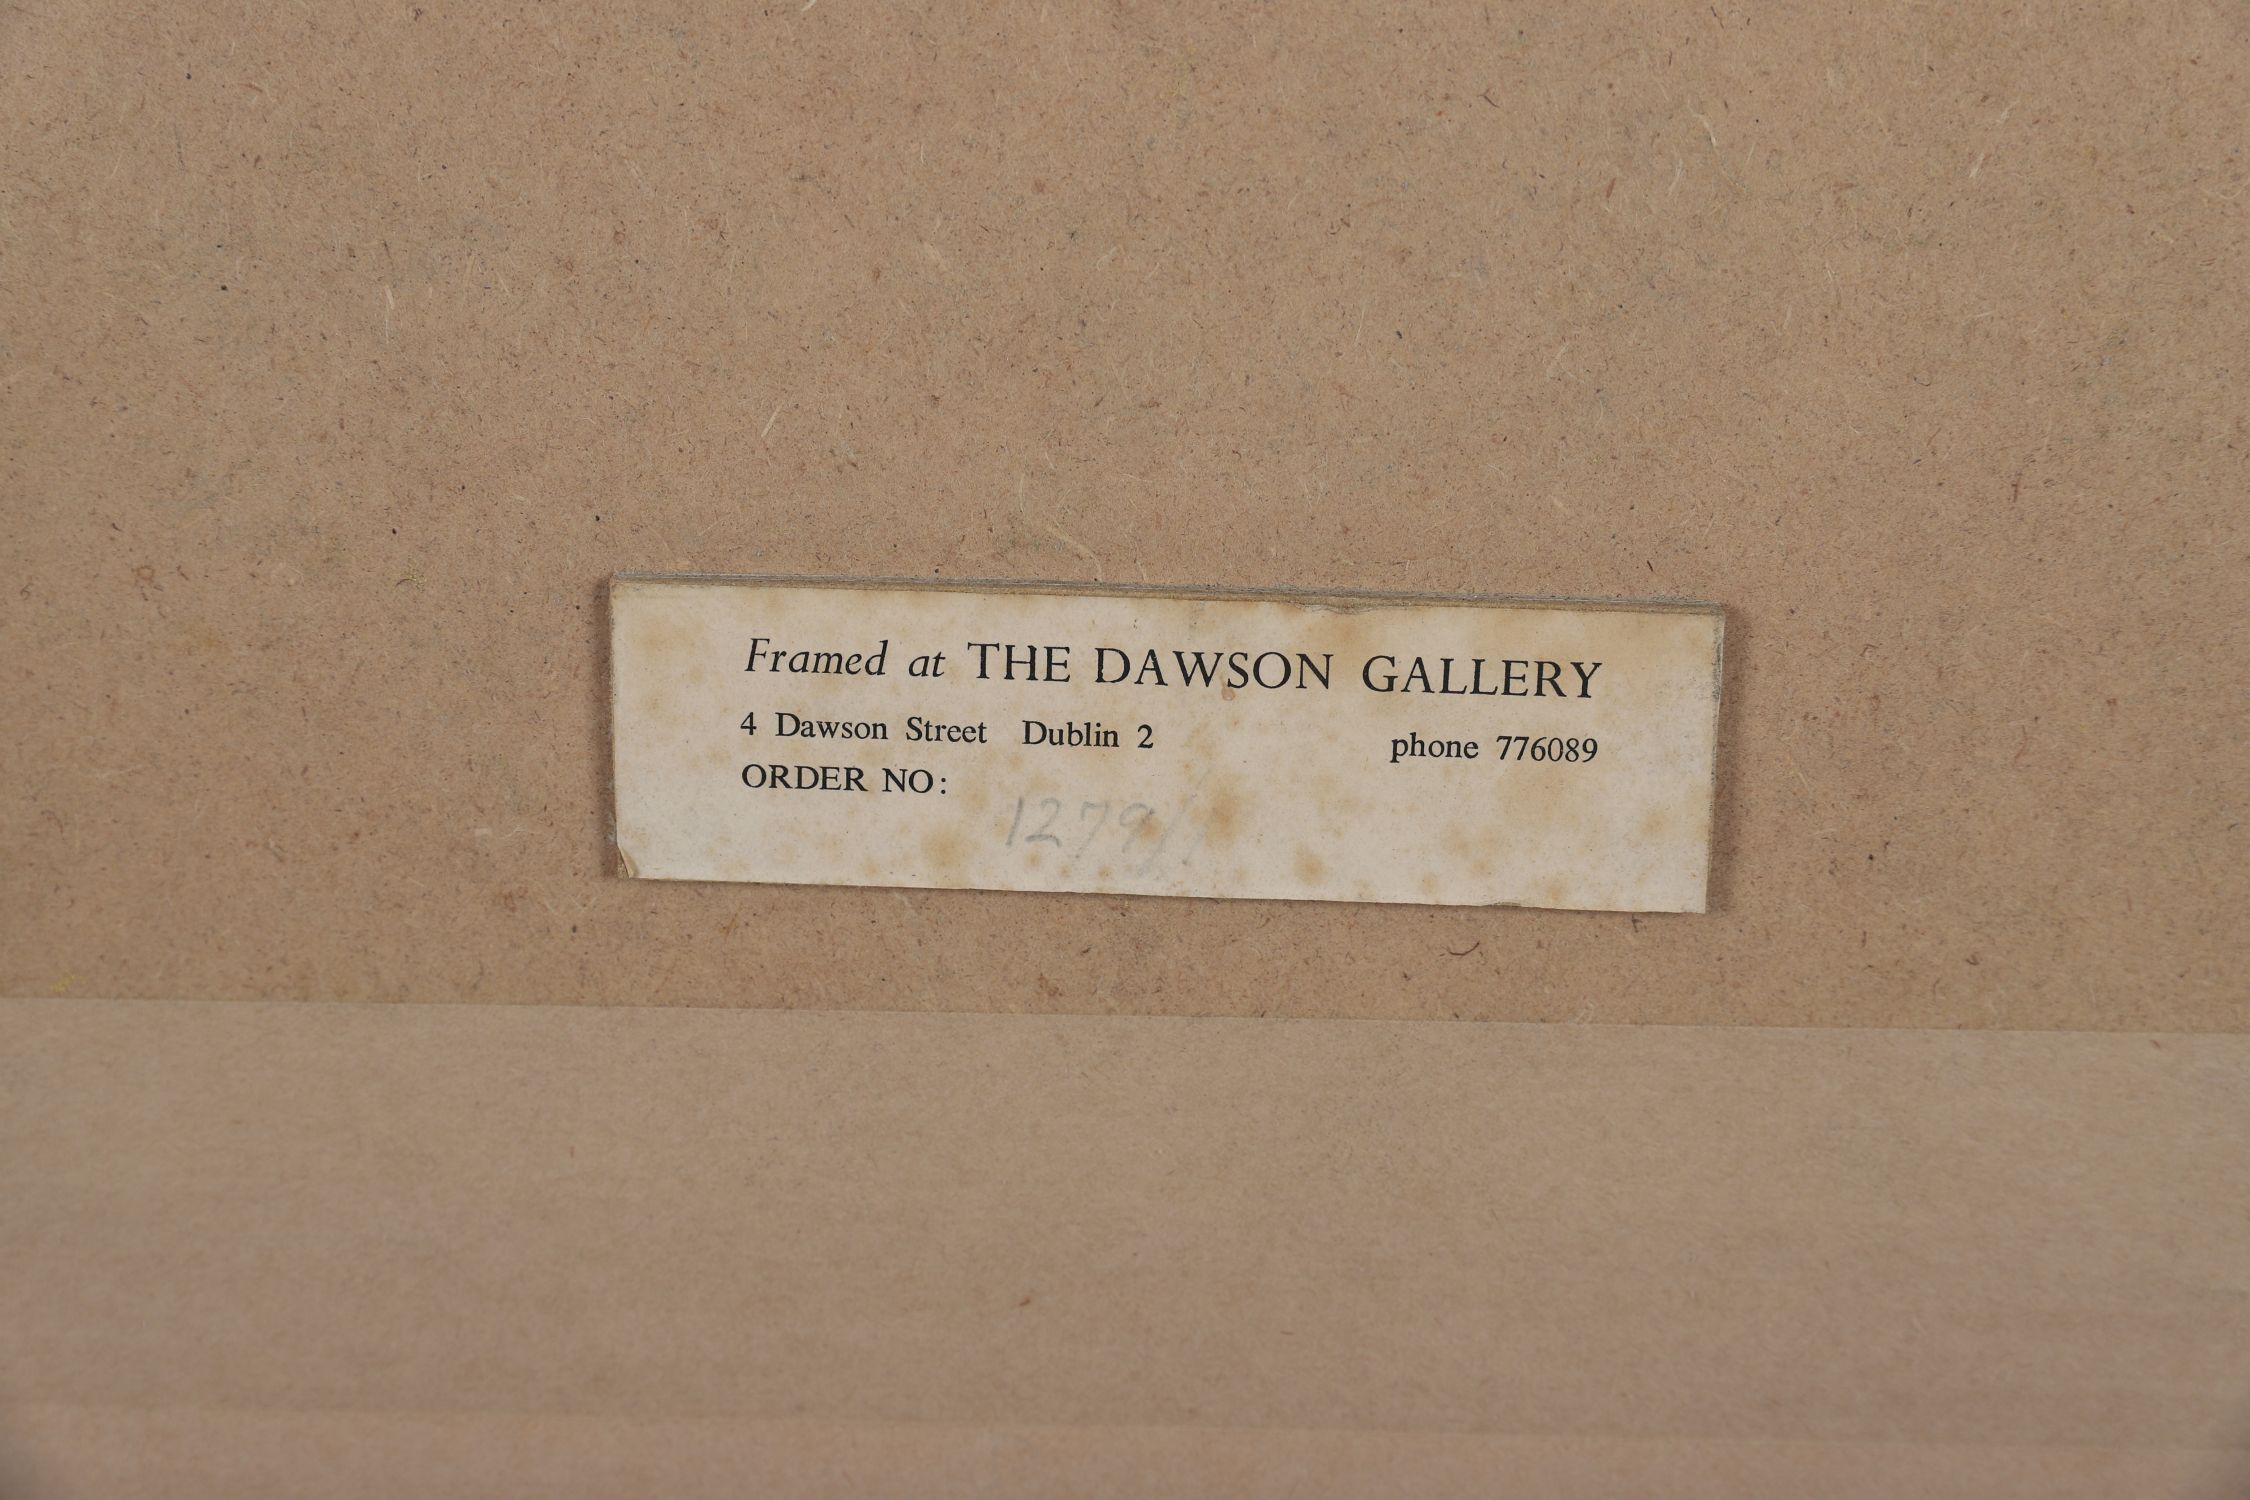 Framed at THE DAWSON GALLERY
4 Dawson Street Dublin 2 phone 776089
ORDER NO: